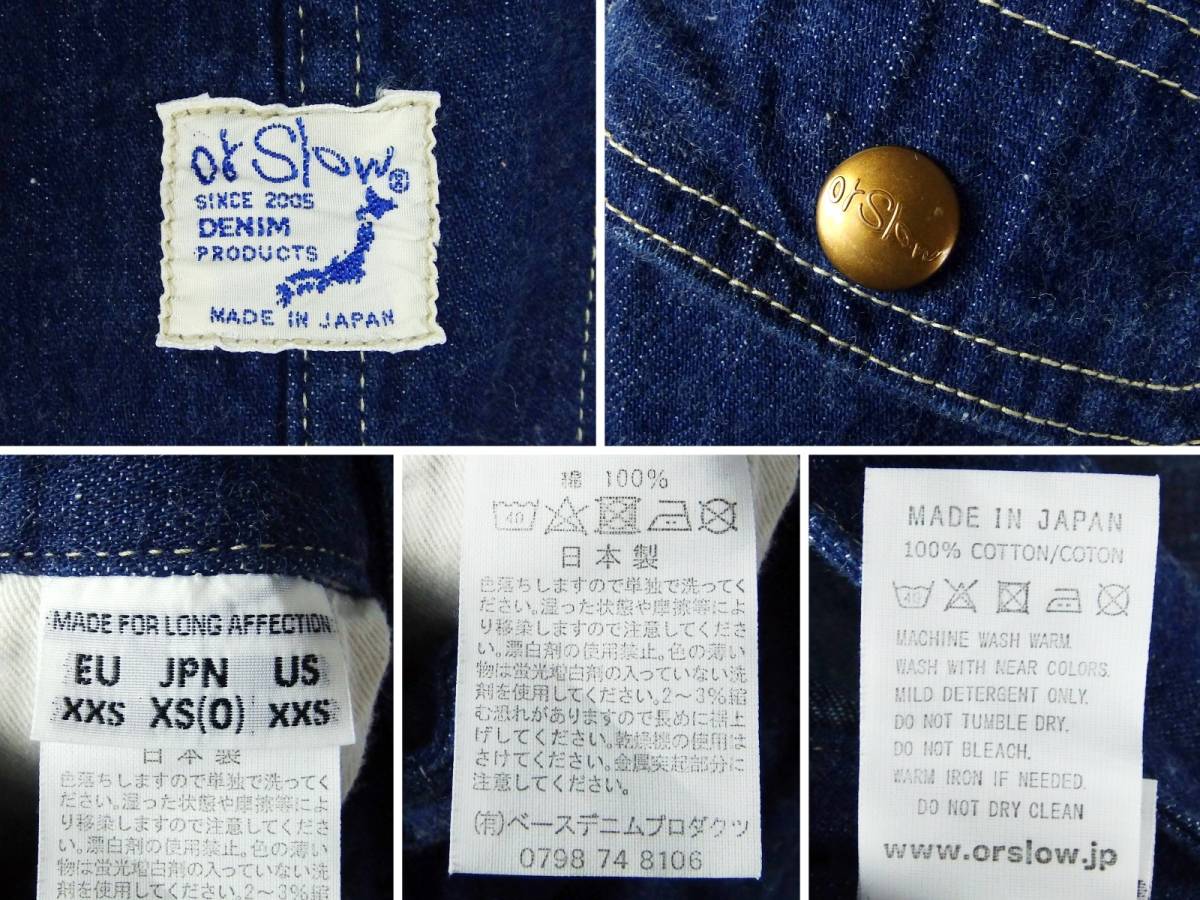 orSlow®
SINCE 2005
DENIM
PRODUCTS
MADE IN JAPAN
orSlow
MADE FOR LONG AFFECTION
EU JPN US
XXS XS(0) XXS
日本製
色落ちしますので単独で洗ってく
ださい。湿った状態や摩擦等によ
り移染しますので注意してくださ
い。漂白剤の使用禁止。色の薄い
物は蛍光増白剤の入っていない洗
剤を使用してください。2～3%縮
綿 100%
40
日本製
色落ちしますので単独で洗ってく
ださい。湿った状態や摩擦等によ
り移染しますので注意してくださ
い。漂白剤の使用禁止。色の薄い
物は蛍光増白剤の入っていない洗
剤を使用してください。2～3%縮
む恐れがありますので長めに裾上
げしてください。乾燥機の使用は
さけてください。金属突起部分に
注意してください。
(有)ベースデニムプロダクツ
0798 74 8106
MADE IN JAPAN
100% COTTON/COTON
40
MACHINE WASH WARM.
WASH WITH NEAR COLORS.
MILD DETERGENT ONLY.
DO NOT TUMBLE DRY.
DO NOT BLEACH.
WARM IRON IF NEEDED.
DO NOT DRY CLEAN
www.orslow.jp